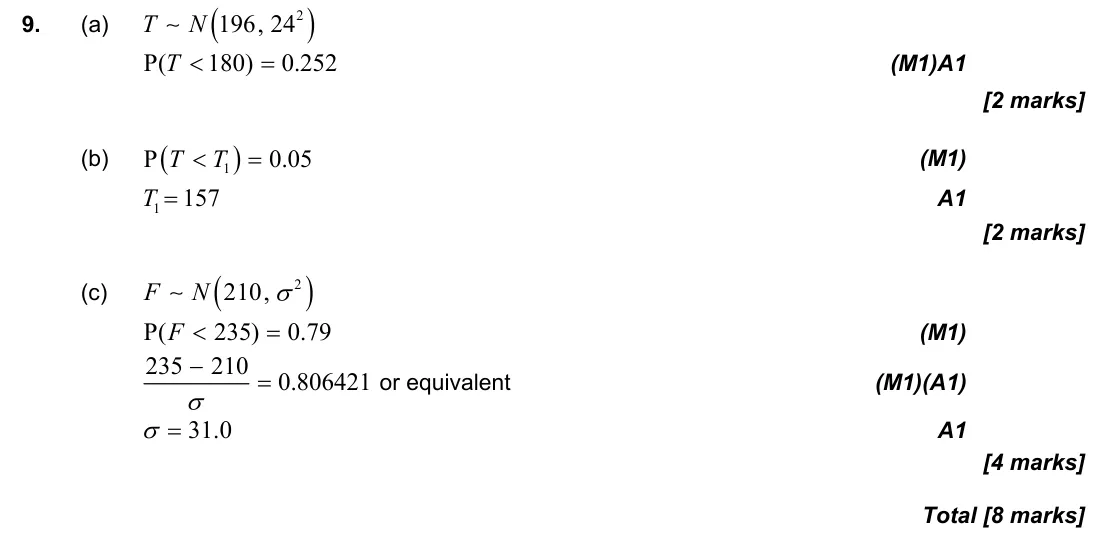 9. (a) T ~ N(196, 24²)
P(T < 180) = 0.252 (M1)A1
[2 marks]
(b) P(T < T₁) = 0.05 (M1)
T₁ = 157 A1
[2 marks]
(c) F ~ N(210, σ²)
P(F < 235) = 0.79 (M1)
(235 − 210)/σ = 0.806421 or equivalent (M1)(A1)
σ = 31.0 A1
[4 marks]
Total [8 marks]